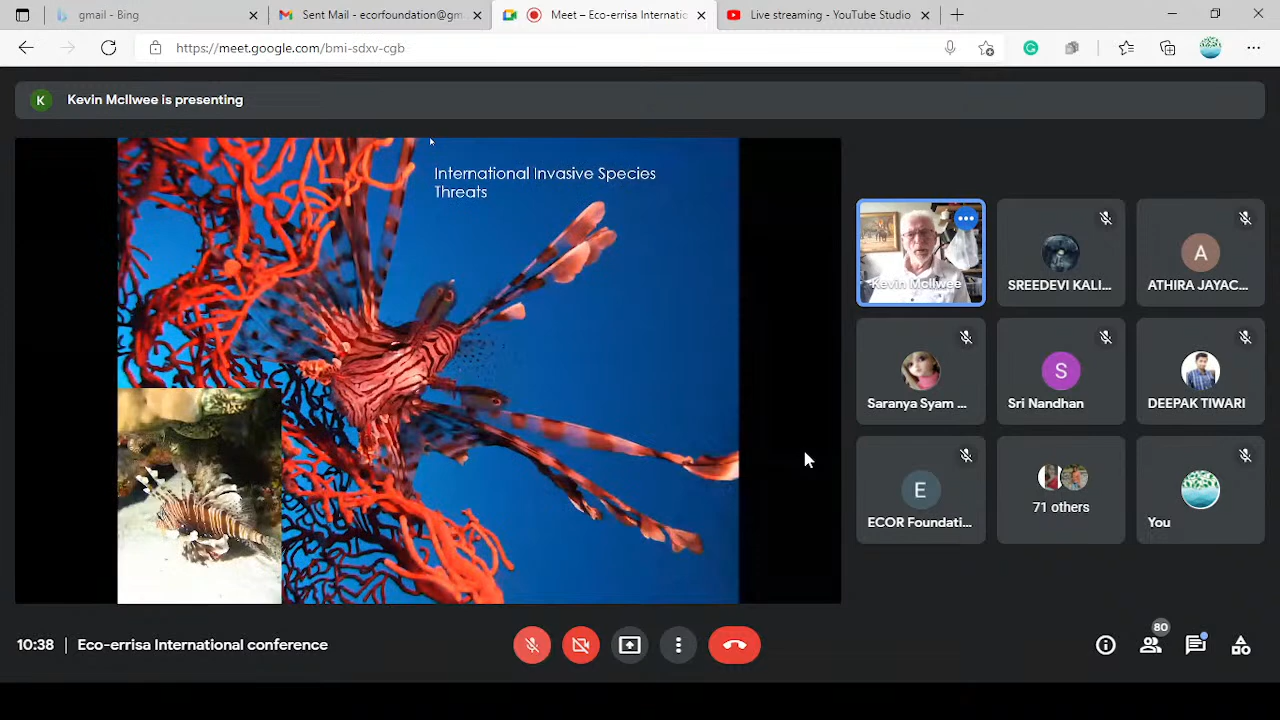 gmail - Bing
Sent Mail - ecorfoundation@gm
Meet – Eco-errisa Internatio
Live streaming - YouTube Studio
https://meet.google.com/bmi-sdxv-cgb
K
Kevin McIlwee is presenting
International Invasive Species
Threats
Kevin McIlwee
SREEDEVI KALI...
A
ATHIRA JAYAC...
Saranya Syam ...
S
Sri Nandhan
DEEPAK TIWARI
E
ECOR Foundati...
71 others
You
10:38 | Eco-errisa International conference
80